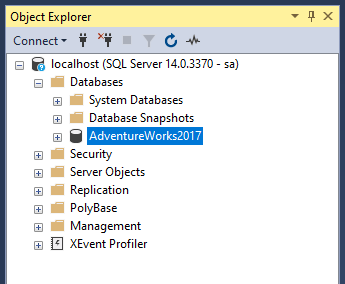 Object Explorer
Connect
localhost (SQL Server 14.0.3370 - sa)
Databases
System Databases
Database Snapshots
AdventureWorks2017
Security
Server Objects
Replication
PolyBase
Management
XEvent Profiler